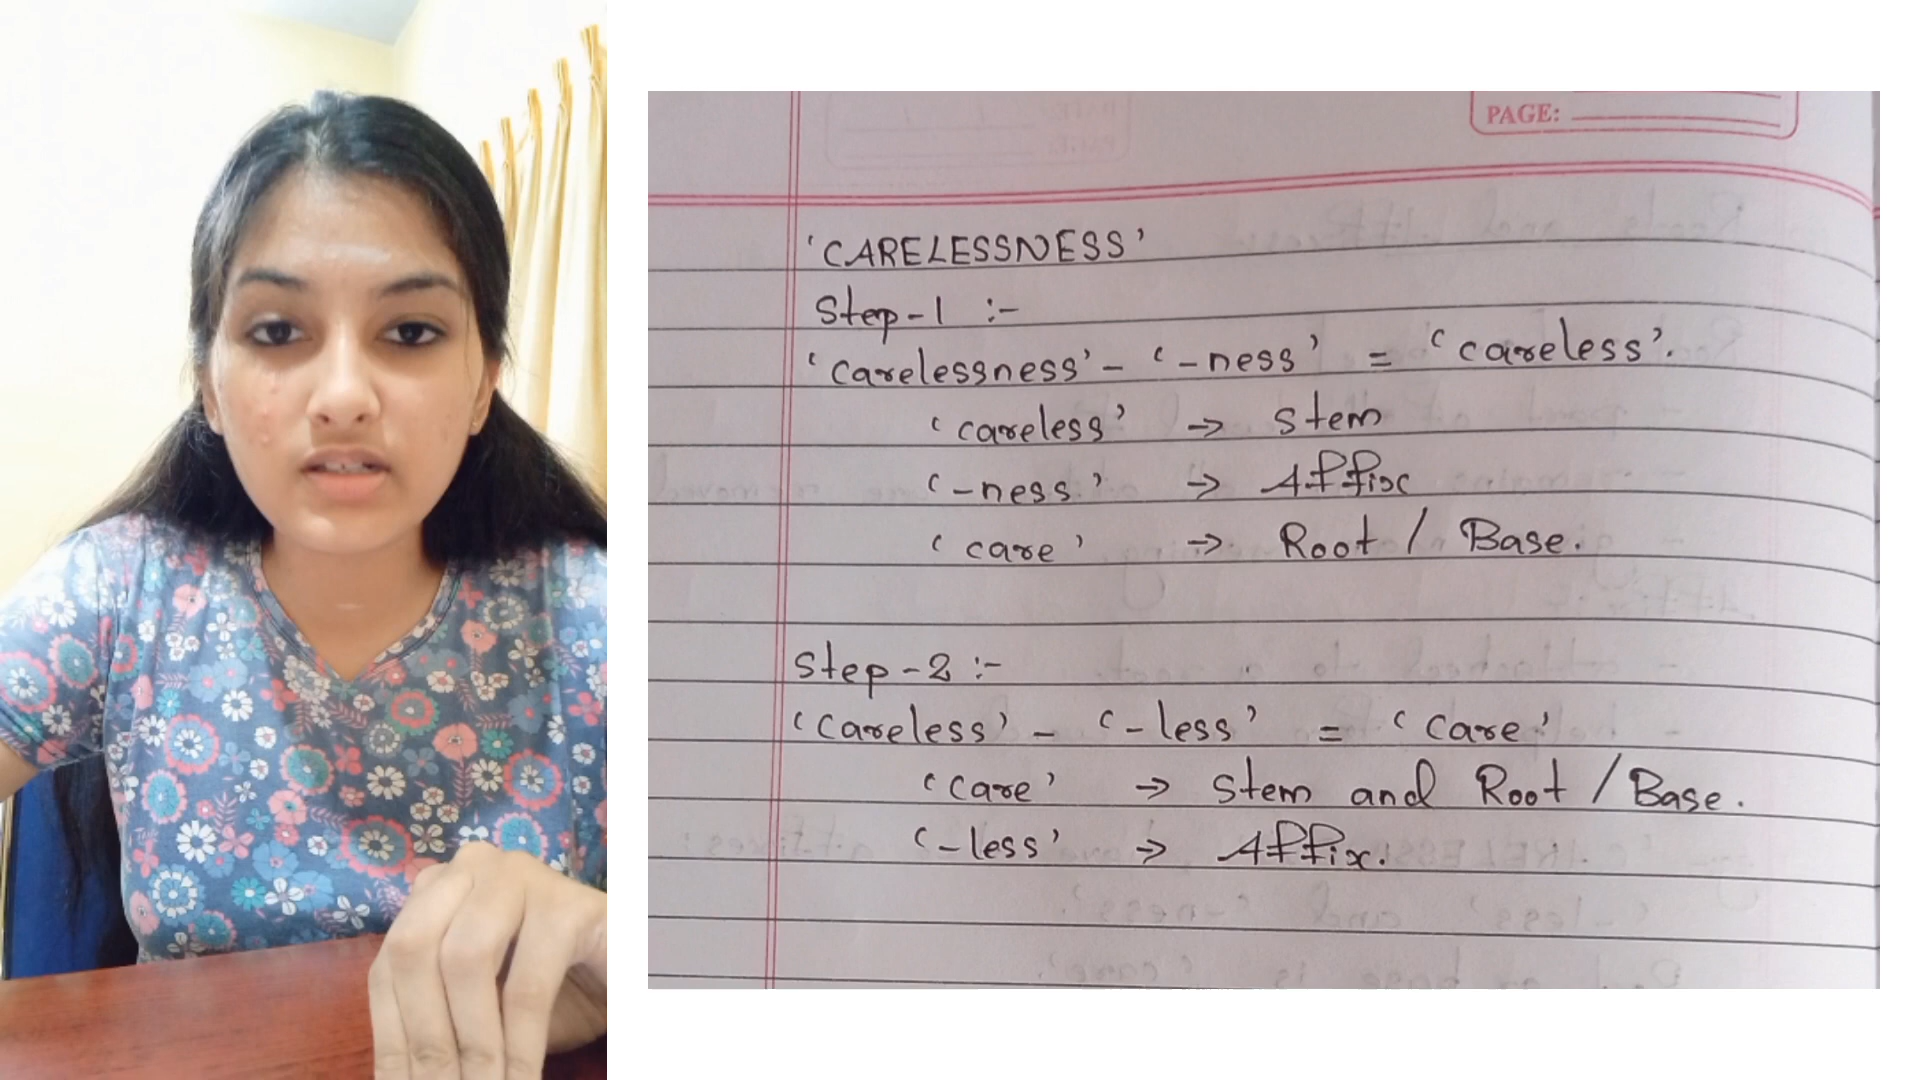 PAGE:
'CARELESSNESS'
Step-1 :-
'carelessness' - '-ness' = 'careless'.
'careless' → stem
'-ness' → Affix
'care' → Root / Base.
Step-2 :-
'Careless' - '-less' = 'Care'
'Care' → stem and Root / Base.
'-less' → Affix.